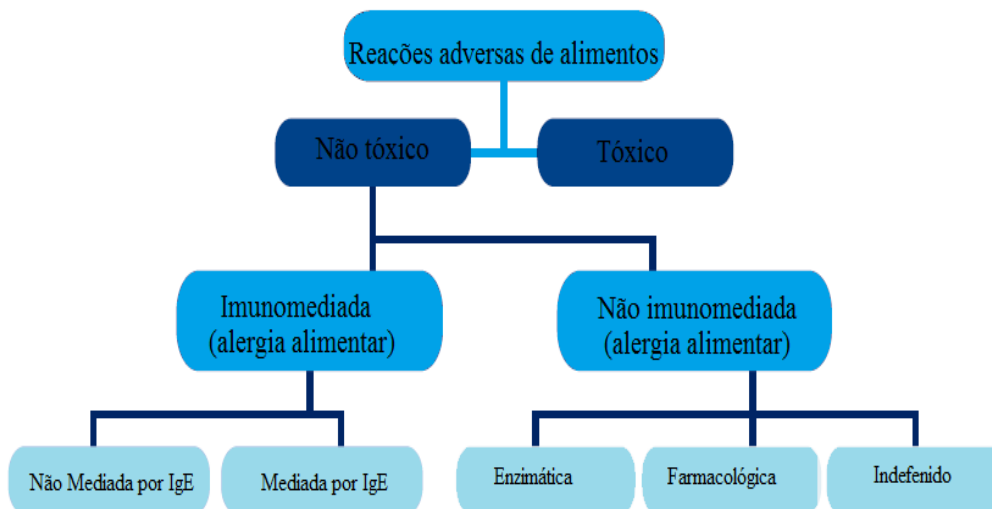 Reacões adversas de alimentos
Não tóxico
Tóxico
Imunomediada
(alergia alimentar)
Não imunomediada
(alergia alimentar)
Não Mediada por IgE
Mediada por IgE
Enzimática
Farmacológica
Indefenido